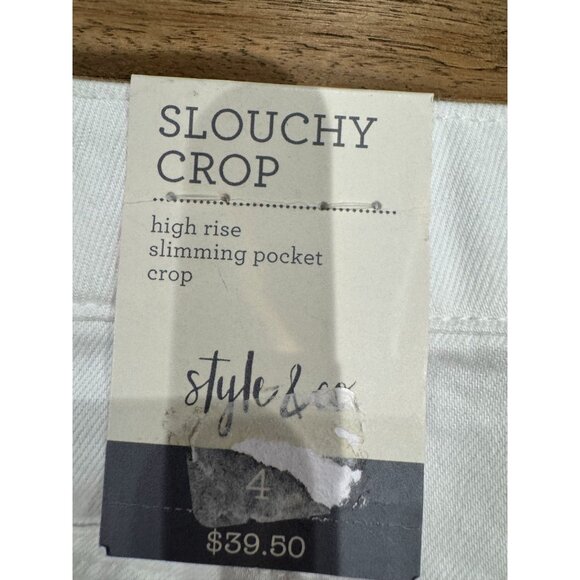 SLOUCHY
CROP
high rise
slimming pocket
crop
style & co
4
$39.50